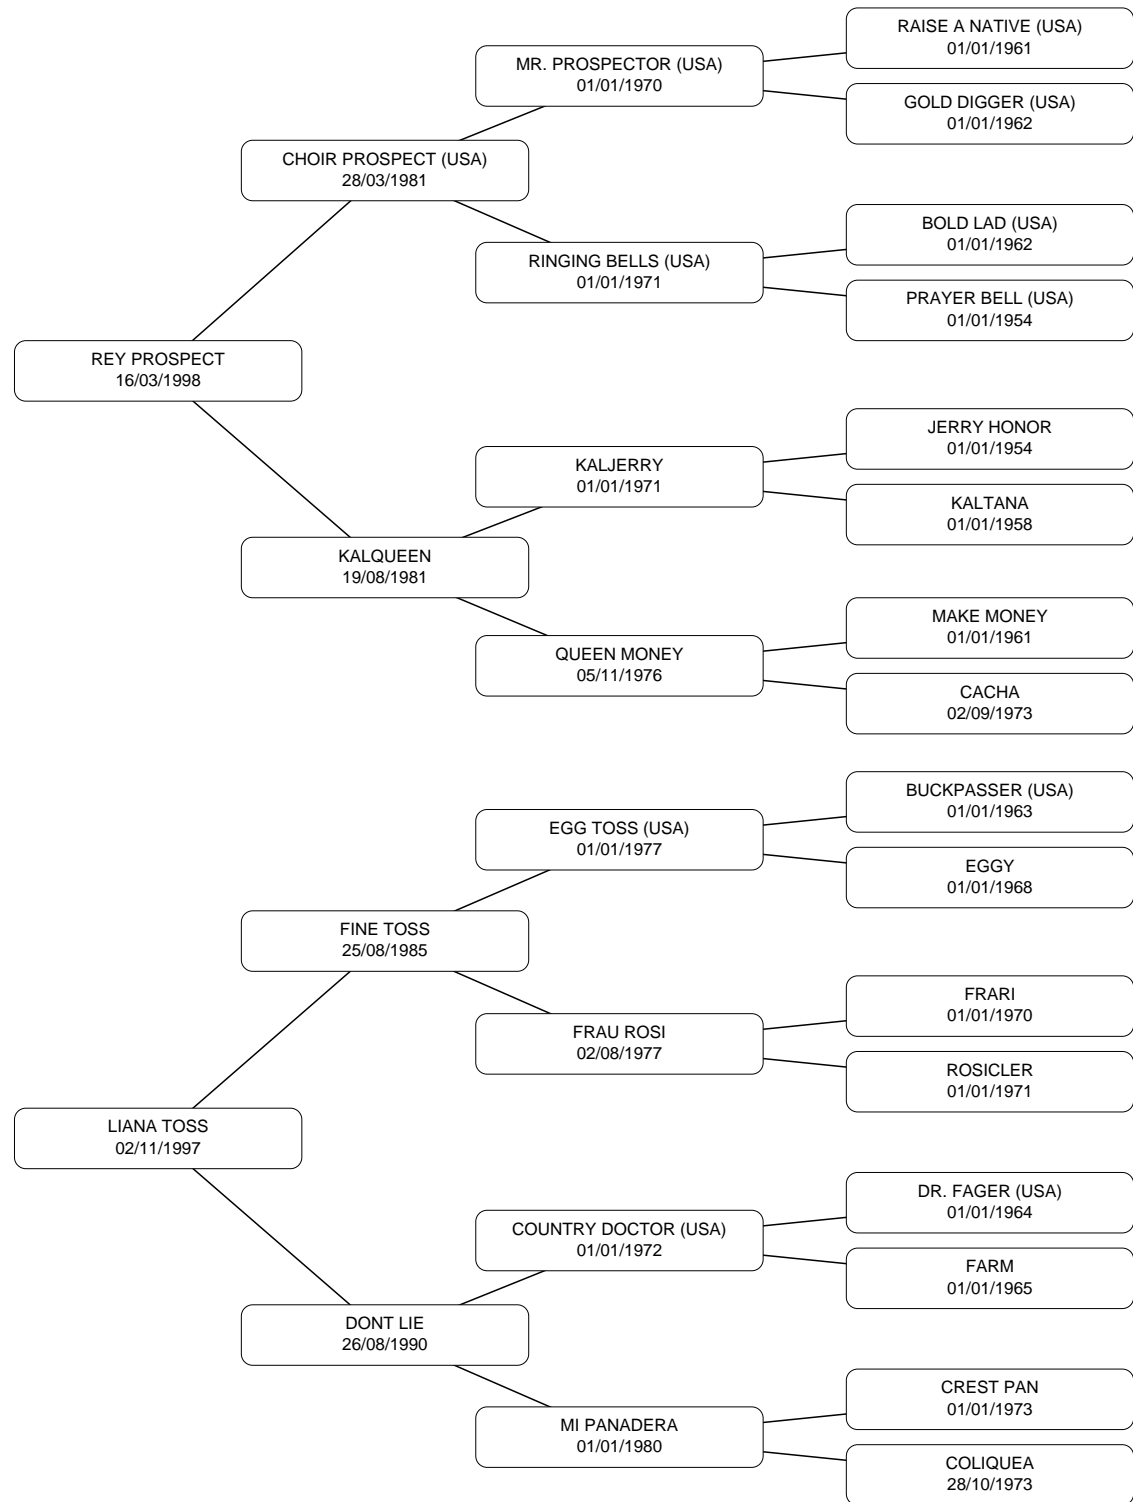 RAISE A NATIVE (USA)
01/01/1961
MR. PROSPECTOR (USA)
01/01/1970
GOLD DIGGER (USA)
01/01/1962
CHOIR PROSPECT (USA)
28/03/1981
BOLD LAD (USA)
01/01/1962
RINGING BELLS (USA)
01/01/1971
PRAYER BELL (USA)
01/01/1954
REY PROSPECT
16/03/1998
JERRY HONOR
01/01/1954
KALJERRY
01/01/1971
KALTANA
01/01/1958
KALQUEEN
19/08/1981
MAKE MONEY
01/01/1961
QUEEN MONEY
05/11/1976
CACHA
02/09/1973
BUCKPASSER (USA)
01/01/1963
EGG TOSS (USA)
01/01/1977
EGGY
01/01/1968
FINE TOSS
25/08/1985
FRARI
01/01/1970
FRAU ROSI
02/08/1977
ROSICLER
01/01/1971
LIANA TOSS
02/11/1997
DR. FAGER (USA)
01/01/1964
COUNTRY DOCTOR (USA)
01/01/1972
FARM
01/01/1965
DONT LIE
26/08/1990
CREST PAN
01/01/1973
MI PANADERA
01/01/1980
COLIQUEA
28/10/1973